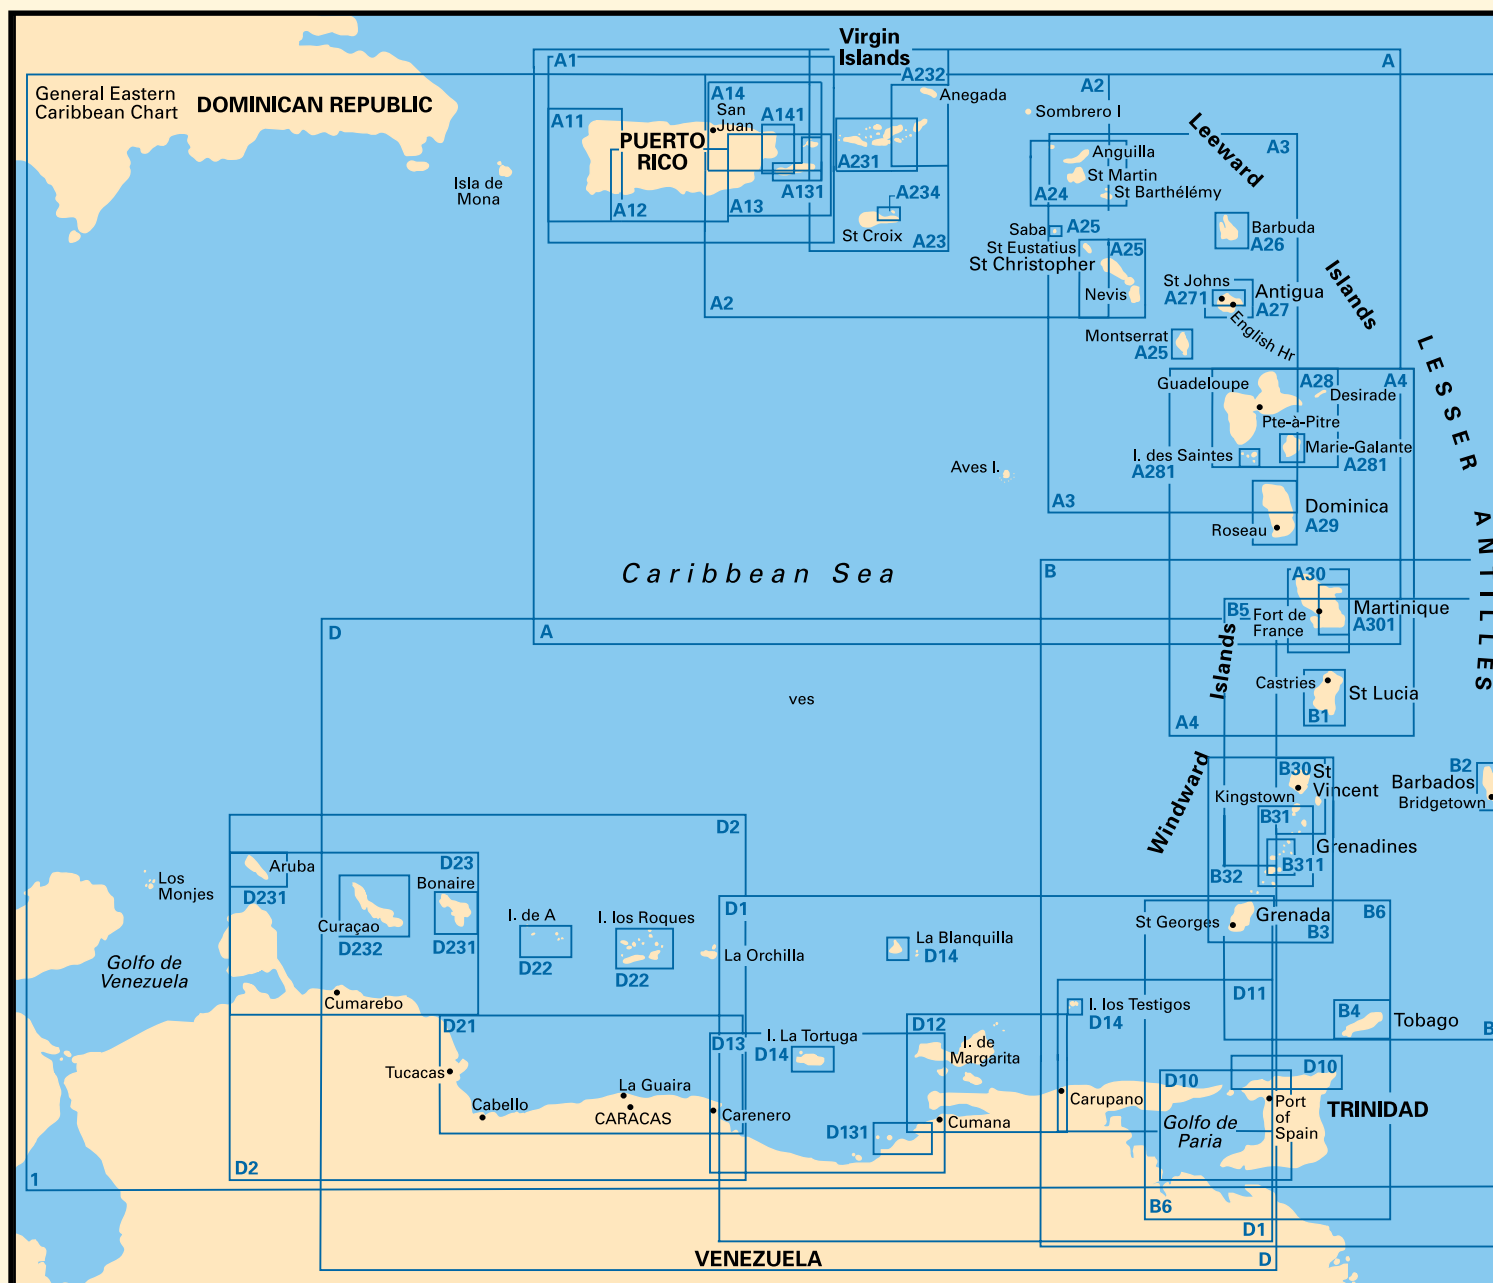 Virgin
Islands
A1
A
General Eastern
Caribbean Chart
DOMINICAN REPUBLIC
A232
A2
A14
Anegada
San
Juan
A11
A141
Sombrero I
Leeward
PUERTO
RICO
A3
A231
Anguilla
Isla de
Mona
St Martin
A131
A234
A24
St Barthélémy
A12
A13
St Croix
A23
Saba
A25
Barbuda
A26
St Eustatius
A25
St Christopher
Islands
Nevis
St Johns
A271
Antigua
A27
A2
English Hr
Montserrat
A25
LESSER ANTILLES
Guadeloupe
A28
A4
Desirade
Pte-à-Pitre
I. des Saintes
A281
Marie-Galante
A281
Aves I.
A3
Dominica
Roseau
A29
Caribbean Sea
B
A30
B5
Fort de
France
Martinique
A301
D
A
Islands
Castries
St Lucia
ves
B1
A4
Windward
B30
St
Vincent
B2
Barbados
Kingstown
Bridgetown
B31
D2
Grenadines
Aruba
D23
B311
B32
Los
Monjes
D231
Bonaire
Curaçao
D232
D231
I. de A
D22
I. los Roques
D22
D1
St Georges
Grenada
B3
B6
La Blanquilla
D14
La Orchilla
Golfo de
Venezuela
D11
Cumarebo
I. los Testigos
D14
B4
Tobago
B
D21
D12
D13
I. La Tortuga
D14
I. de
Margarita
D10
Tucacas
D10
La Guaira
Cabello
CARACAS
Carenero
Carupano
Port
of
Spain
TRINIDAD
D131
Cumana
Golfo de
Paria
D2
1
B6
D1
VENEZUELA
D